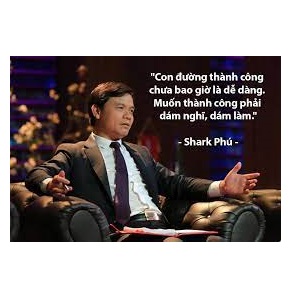 "Con đường thành công
chưa bao giờ là dễ dàng.
Muốn thành công phải
dám nghĩ, dám làm."
- Shark Phú -